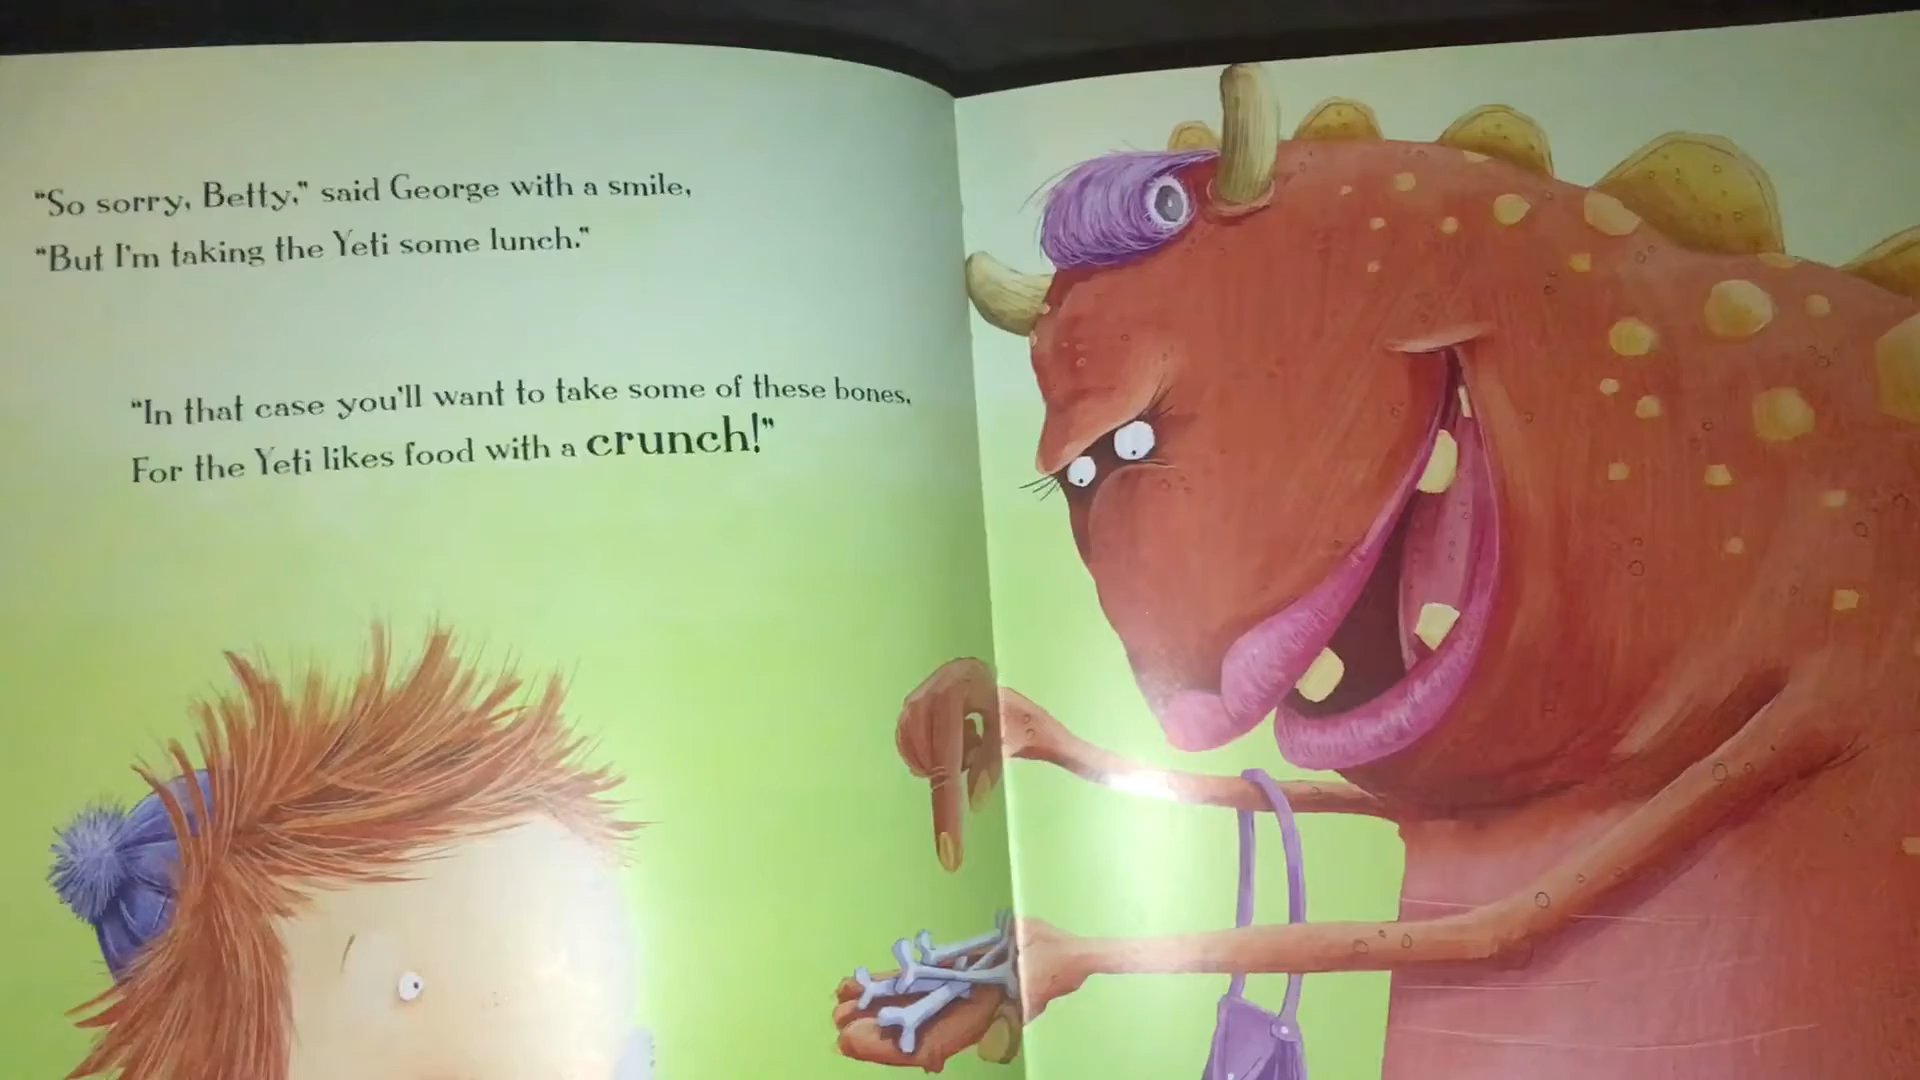 "So sorry, Betty," said George with a smile,
"But I'm taking the Yeti some lunch."
"In that case you'll want to take some of these bones,
For the Yeti likes food with a crunch!"